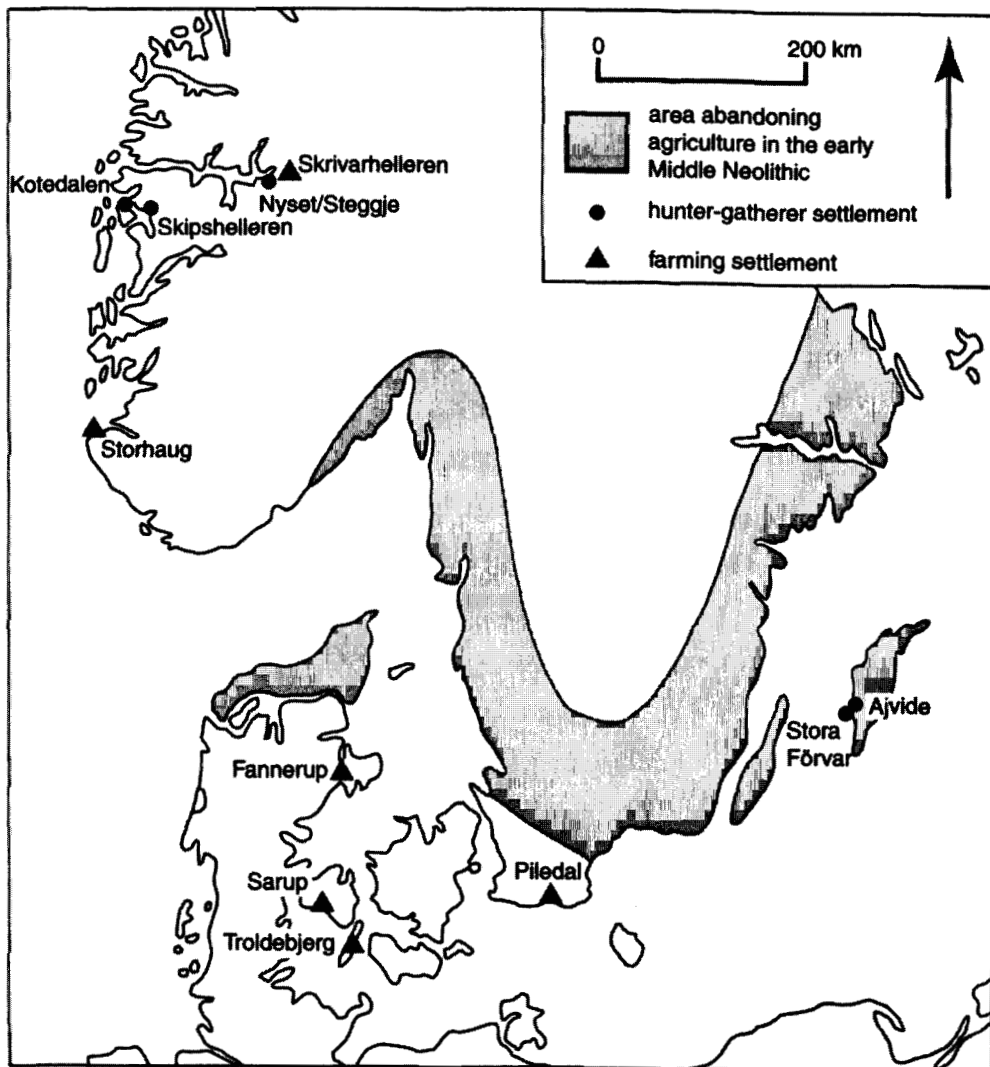 0 200 km
area abandoning
agriculture in the early
Middle Neolithic
hunter-gatherer settlement
farming settlement
Skrivarhelleren
Kotedalen
Nyset/Steggje
Skipshelleren
Storhaug
Ajvide
Stora
Förvar
Fannerup
Piledal
Sarup
Troldebjerg